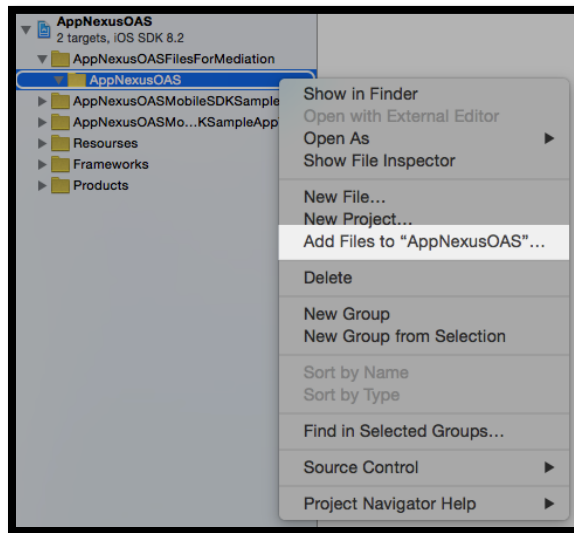 AppNexusOAS
2 targets, iOS SDK 8.2
AppNexusOASFilesForMediation
AppNexusOAS
AppNexusOASMobileSDKSample
AppNexusOASMo...KSampleApp
Resourses
Frameworks
Products
Show in Finder
Open with External Editor
Open As
Show File Inspector
New File...
New Project...
Add Files to “AppNexusOAS”...
Delete
New Group
New Group from Selection
Sort by Name
Sort by Type
Find in Selected Groups...
Source Control
Project Navigator Help